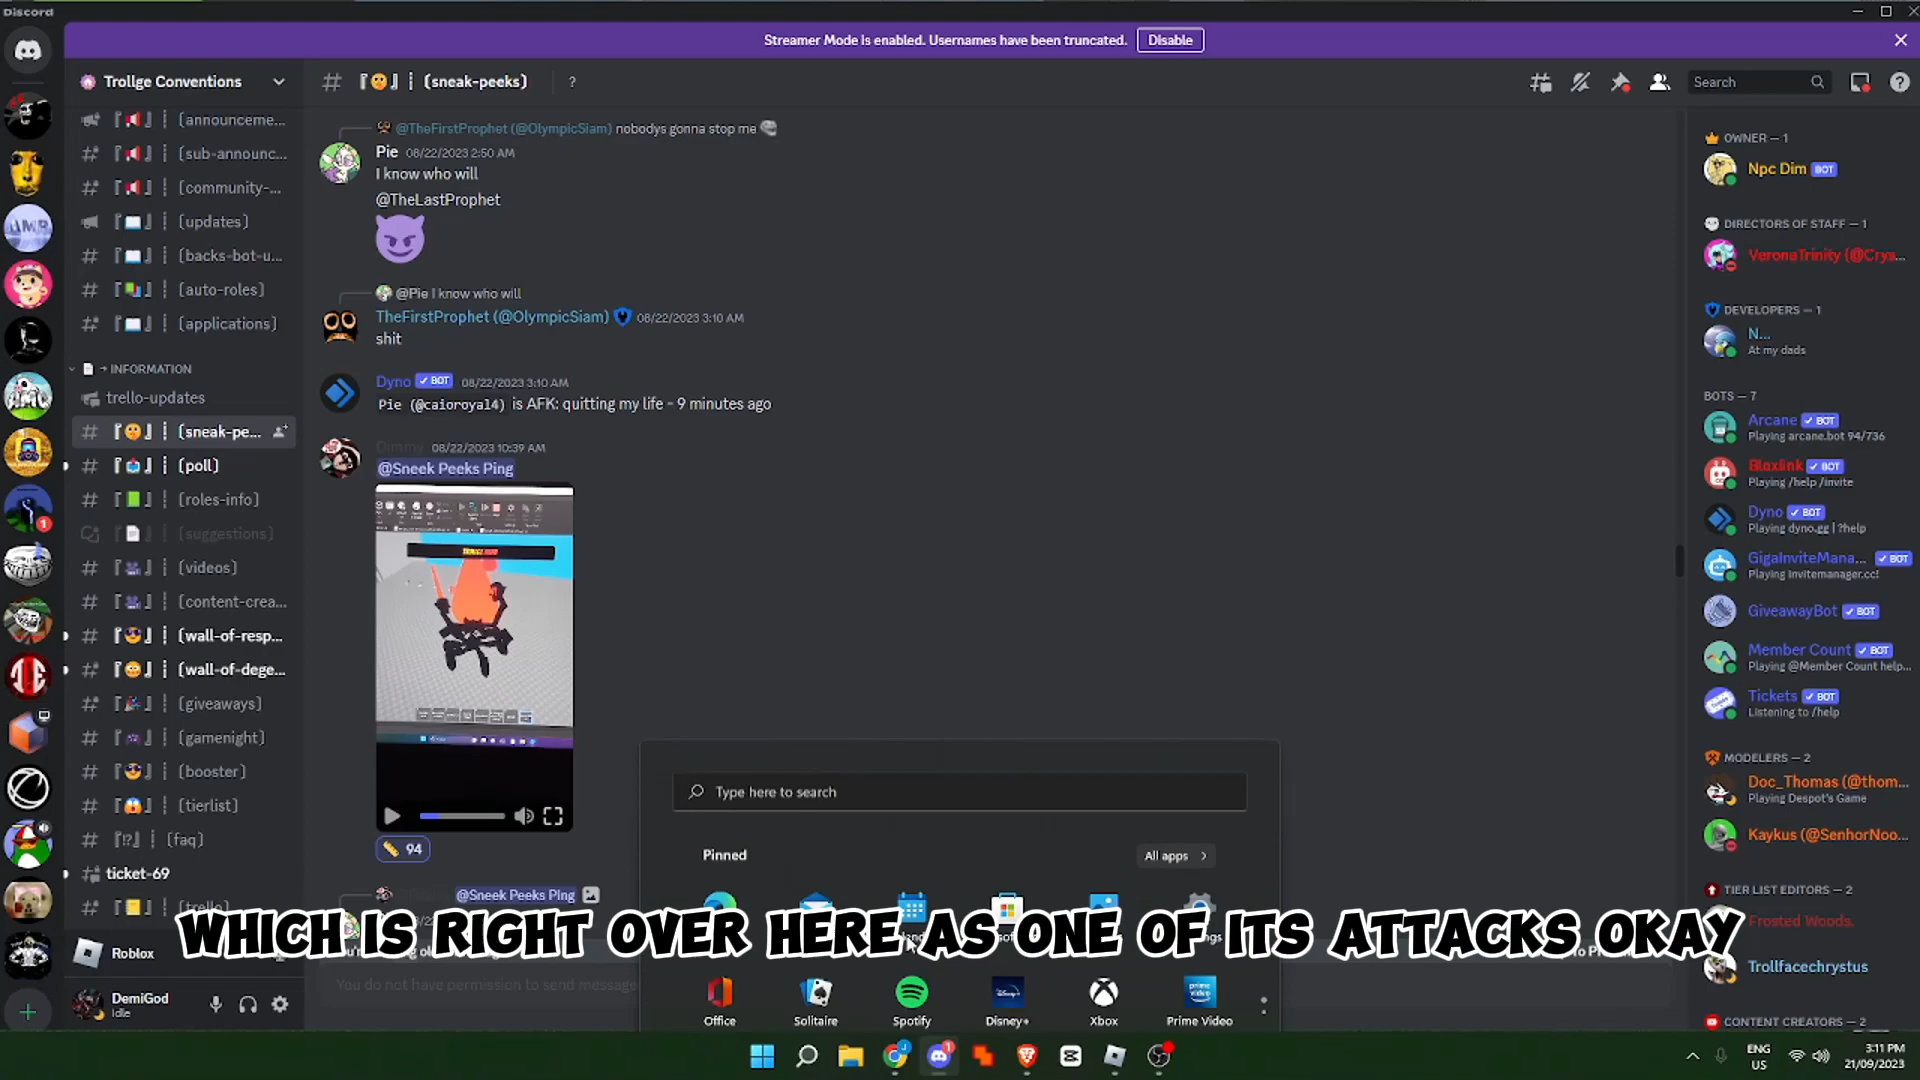 Discord
Streamer Mode is enabled. Usernames have been truncated.
Disable
Trollge Conventions
『』┊ (sneak-peeks)
?
Search
(announceme...
(sub-announc...
(community-...
(updates)
(backs-bot-u...
(auto-roles)
(applications)
INFORMATION
trello-updates
(sneak-pe...
(poll)
(roles-info)
(suggestions)
(videos)
(content-crea...
(wall-of-resp...
(wall-of-dege...
(giveaways)
(gamenight)
(booster)
(tierlist)
(faq)
ticket-69
Roblox
DemiGod
Idle
@TheFirstProphet (@OlympicSiam) nobodys gonna stop me
Pie 08/22/2023 2:50 AM
I know who will
@TheLastProphet
@Pie I know who will
TheFirstProphet (@OlympicSiam) 08/22/2023 3:10 AM
shit
Dyno BOT 08/22/2023 3:10 AM
Pie (@caioroyal4) is AFK: quitting my life - 9 minutes ago
Dimmy 08/22/2023 10:39 AM
@Sneek Peeks Ping
94
@Sneek Peeks Ping
You do not have permission to send message
Type here to search
Pinned
All apps
WHICH IS RIGHT OVER HERE AS ONE OF ITS ATTACKS OKAY
Office
Solitaire
Spotify
Disney+
Xbox
Prime Video
OWNER — 1
Npc Dim BOT
DIRECTORS OF STAFF — 1
VeronaTrinity (@Crys...
DEVELOPERS — 1
N...
At my dads
BOTS — 7
Arcane BOT
Playing arcane.bot 94/736
Bloxlink BOT
Playing /help /invite
Dyno BOT
Playing dyno.gg | ?help
GigaInviteMana... BOT
Playing invitemanager.cc!
GiveawayBot BOT
Member Count BOT
Playing @Member Count help...
Tickets BOT
Listening to /help
MODELERS — 2
Doc_Thomas (@thom...
Playing Despot's Game
Kaykus (@SenhorNoo...
TIER LIST EDITORS — 2
Frosted Woods.
Trollfacechrystus
CONTENT CREATORS — 2
ENG
US
3:11 PM
21/09/2023